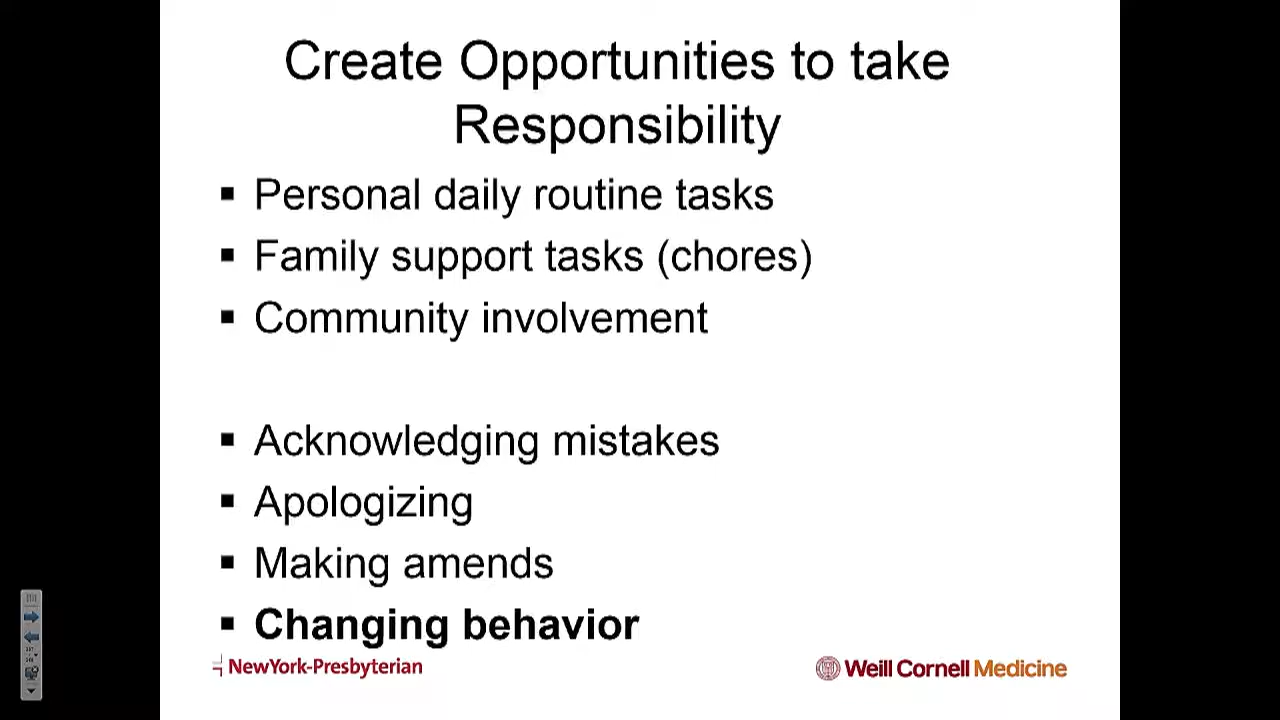 Create Opportunities to take
Responsibility
▪ Personal daily routine tasks
▪ Family support tasks (chores)
▪ Community involvement
▪ Acknowledging mistakes
▪ Apologizing
▪ Making amends
▪ Changing behavior
NewYork-Presbyterian
Weill Cornell Medicine